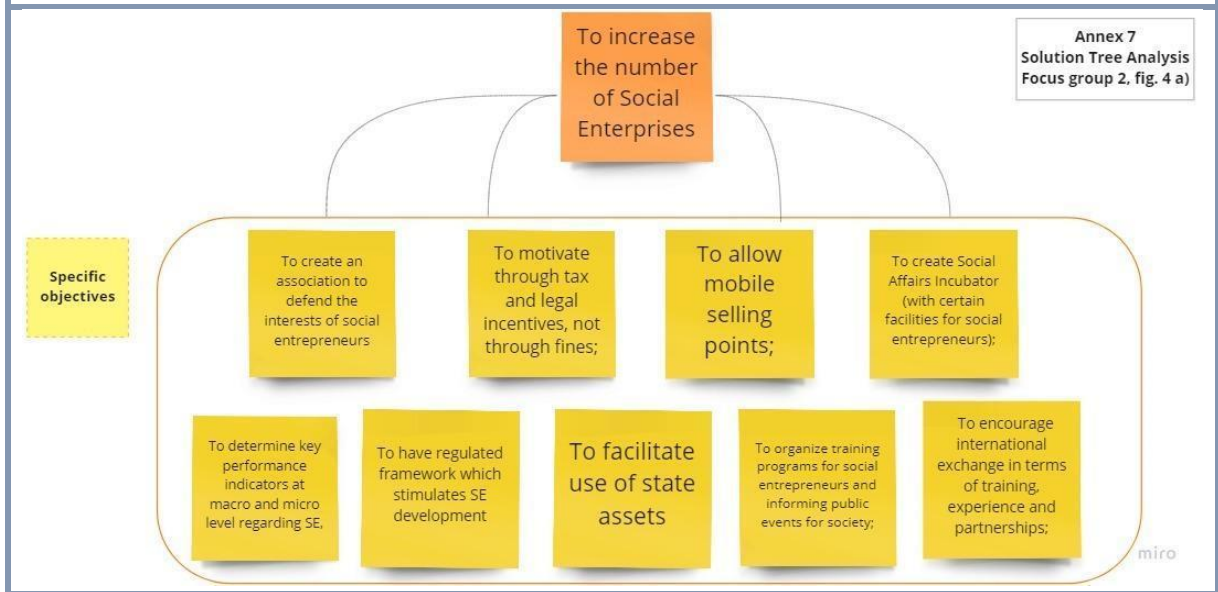 To increase
the number
of Social
Enterprises
Annex 7
Solution Tree Analysis
Focus group 2, fig. 4 a)
Specific
objectives
To create an
association to
defend the
interests of social
entrepreneurs
To motivate
through tax
and legal
incentives, not
through fines;
To allow
mobile
selling
points;
To create Social
Affairs Incubator
(with certain
facilities for social
entrepreneurs);
To determine key
performance
indicators at
macro and micro
level regarding SE,
To have regulated
framework which
stimulates SE
development
To facilitate
use of state
assets
To organize training
programs for social
entrepreneurs and
informing public
events for society;
To encourage
international
exchange in terms
of training,
experience and
partnerships;
miro